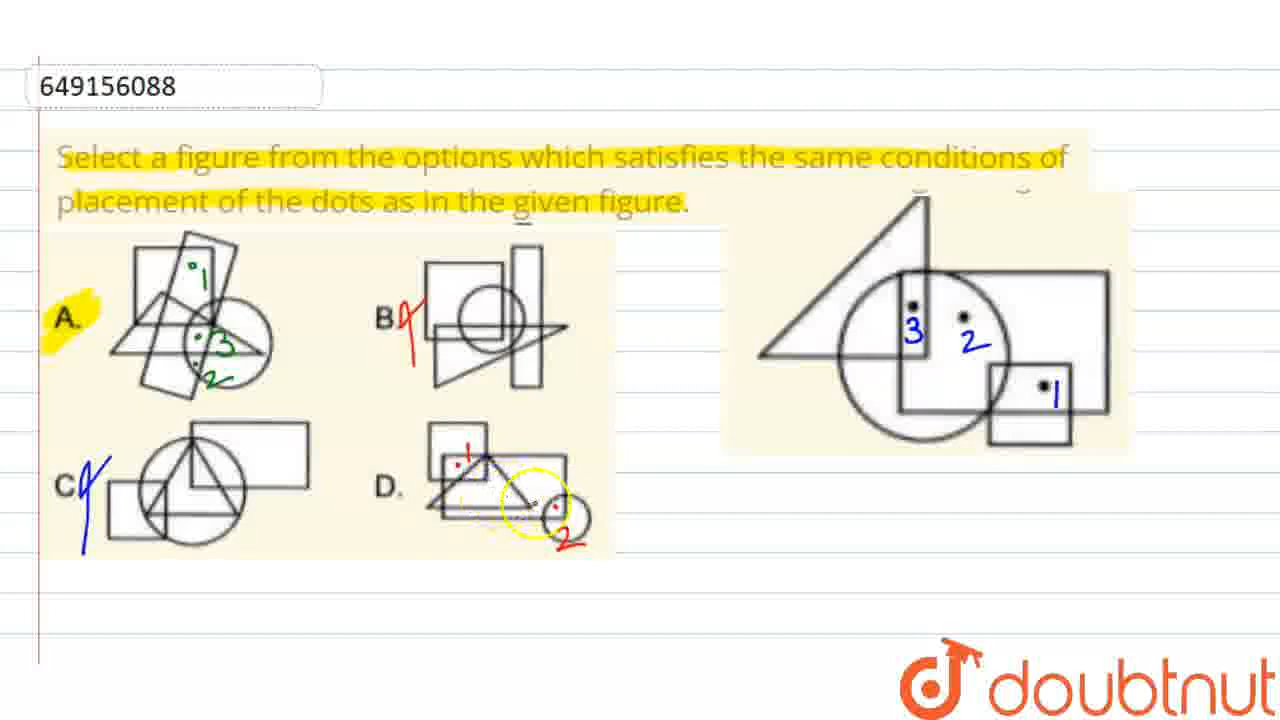 649156088
Select a figure from the options which satisfies the same conditions of
placement of the dots as in the given figure.
A.
1
3
2
B.
C.
D.
1
2
3
2
1
doubtnut